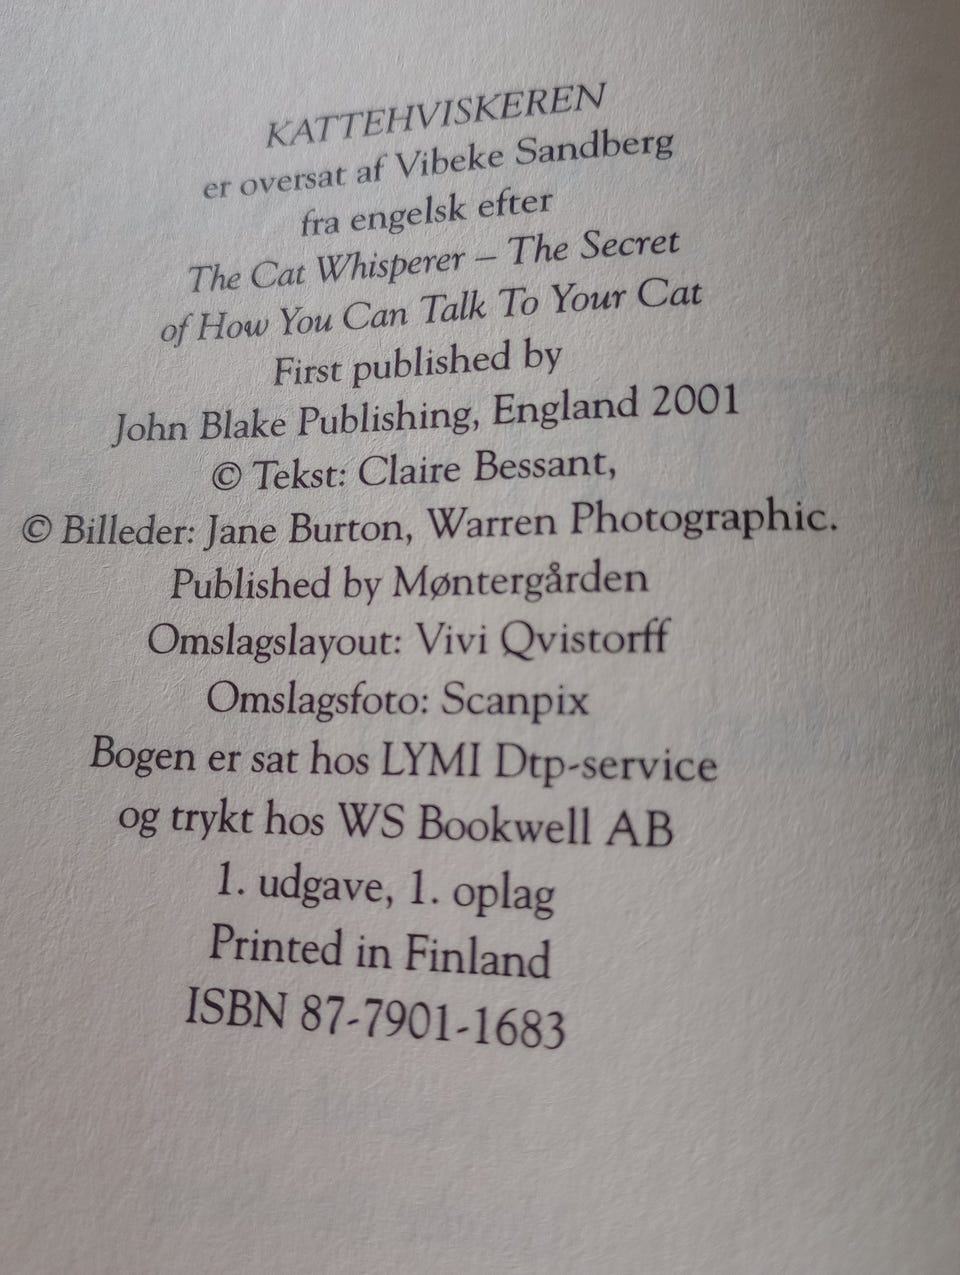 KATTEHVISKEREN
er oversat af Vibeke Sandberg
fra engelsk efter
The Cat Whisperer – The Secret
of How You Can Talk To Your Cat
First published by
John Blake Publishing, England 2001
© Tekst: Claire Bessant,
© Billeder: Jane Burton, Warren Photographic.
Published by Møntergården
Omslagslayout: Vivi Qvistorff
Omslagsfoto: Scanpix
Bogen er sat hos LYMI Dtp-service
og trykt hos WS Bookwell AB
1. udgave, 1. oplag
Printed in Finland
ISBN 87-7901-1683